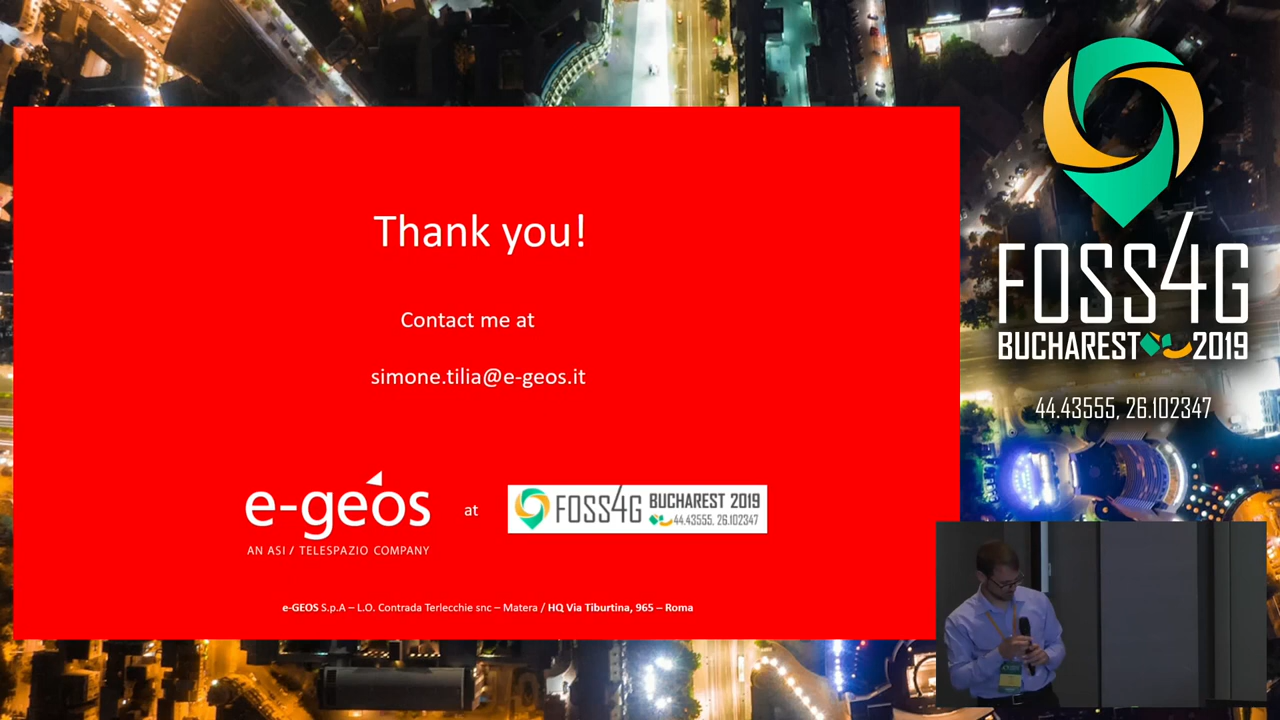 Thank you!
Contact me at
simone.tilia@e-geos.it
e-geos
AN ASI / TELESPAZIO COMPANY
at
FOSS4G
BUCHAREST 2019
44.43555, 26.102347
e-GEOS S.p.A – L.O. Contrada Terlecchie snc – Matera / HQ Via Tiburtina, 965 – Roma
FOSS4G
BUCHAREST 2019
44.43555, 26.102347